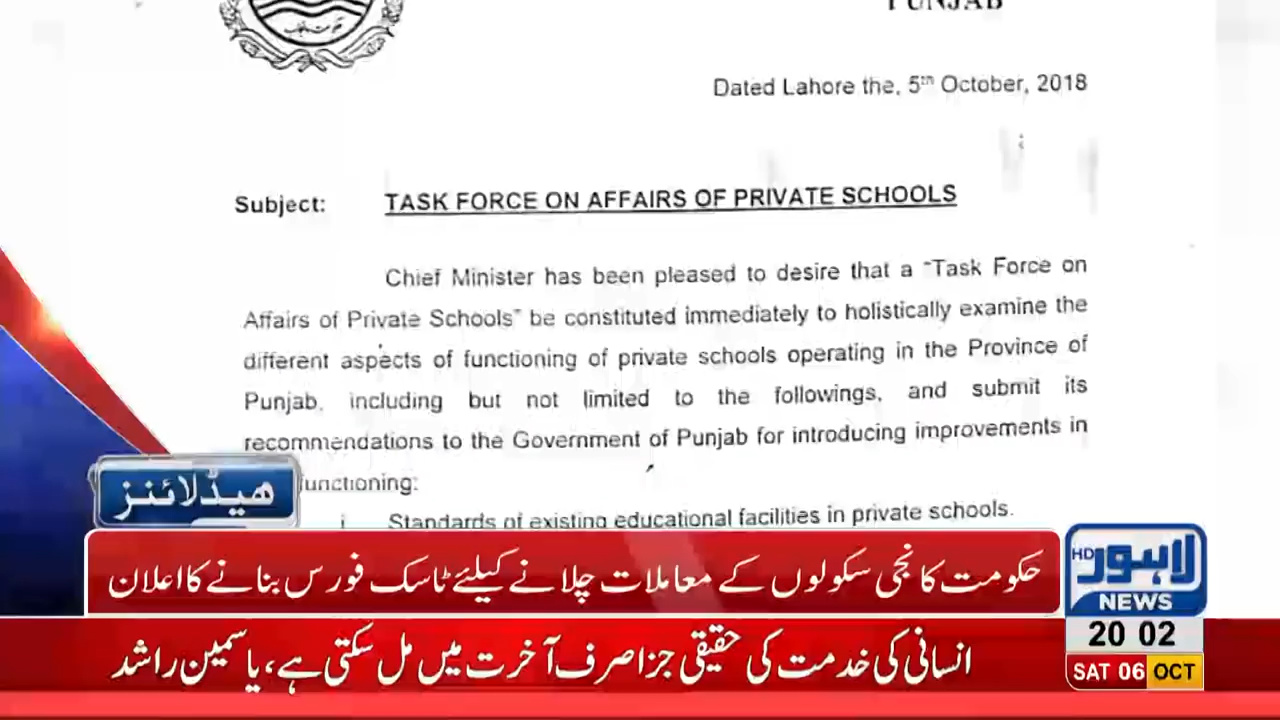 PUNJAB
Dated Lahore the, 5th October, 2018
Subject: TASK FORCE ON AFFAIRS OF PRIVATE SCHOOLS
Chief Minister has been pleased to desire that a "Task Force on
Affairs of Private Schools" be constituted immediately to holistically examine the
different aspects of functioning of private schools operating in the Province of
Punjab, including but not limited to the followings, and submit its
recommendations to the Government of Punjab for introducing improvements in
functioning:
i Standards of existing educational facilities in private schools.
ہیڈلائنز
حکومت کا نجی سکولوں کے معاملات چلانے کیلئے ٹاسک فورس بنانے کا اعلان
انسانی کی خدمت کی حقیقی جزا صرف آخرت میں مل سکتی ہے، یاسمین راشد
لاہور HD
NEWS
20 02
SAT 06 OCT